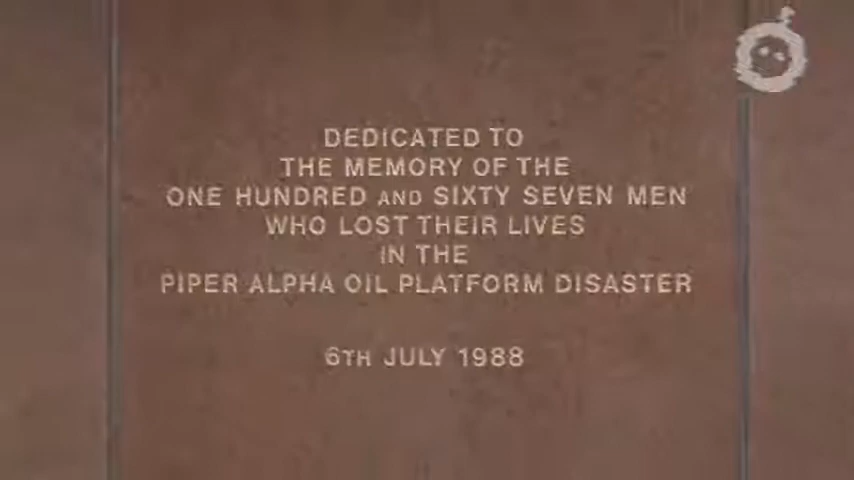 DEDICATED TO
THE MEMORY OF THE
ONE HUNDRED AND SIXTY SEVEN MEN
WHO LOST THEIR LIVES
IN THE
PIPER ALPHA OIL PLATFORM DISASTER
6TH JULY 1988